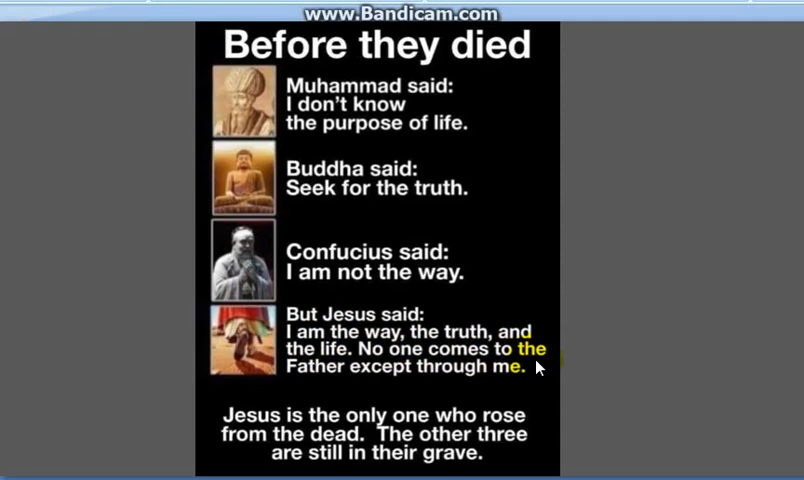 www.Bandicam.com
Before they died
Muhammad said:
I don't know
the purpose of life.
Buddha said:
Seek for the truth.
Confucius said:
I am not the way.
But Jesus said:
I am the way, the truth, and
the life. No one comes to the
Father except through me.
Jesus is the only one who rose
from the dead. The other three
are still in their grave.